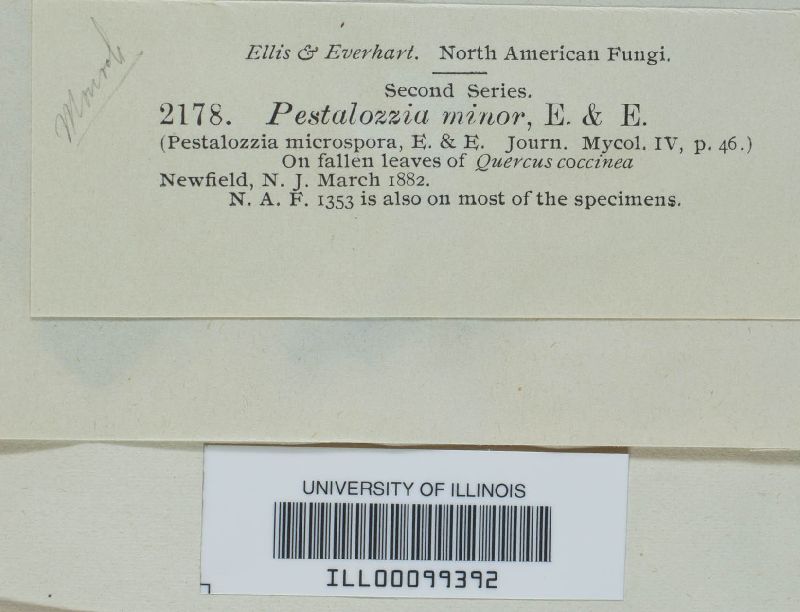 Ellis & Everhart. North American Fungi.
Second Series.
2178. Pestalozzia minor, E. & E.
(Pestalozzia microspora, E. & E. Journ. Mycol. IV, p. 46.)
On fallen leaves of Quercus coccinea
Newfield, N. J. March 1882.
N. A. F. 1353 is also on most of the specimens.
UNIVERSITY OF ILLINOIS
ILL00099392